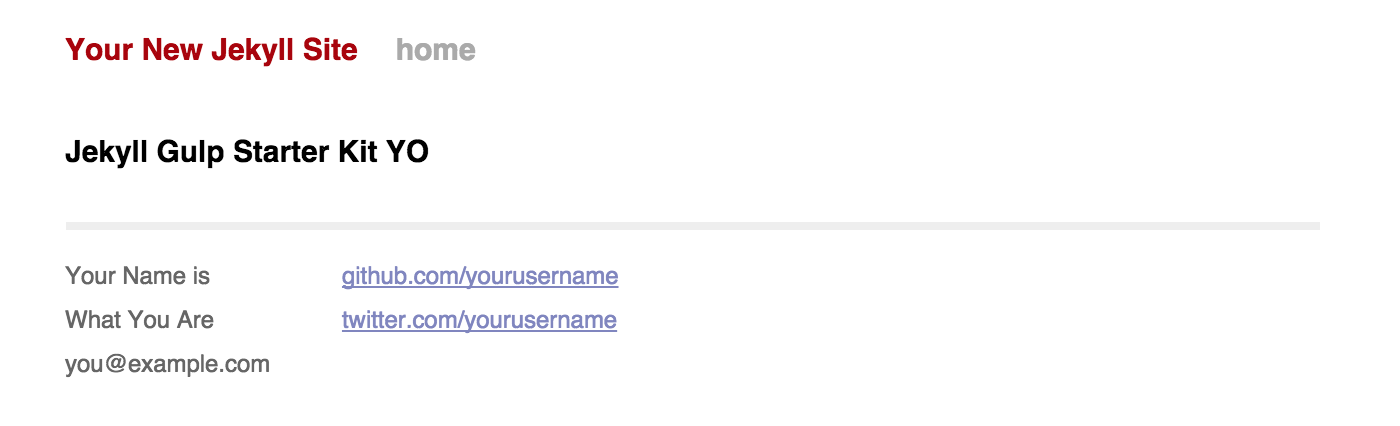 Your New Jekyll Site home
Jekyll Gulp Starter Kit YO
Your Name is github.com/yourusername
What You Are twitter.com/yourusername
you@example.com